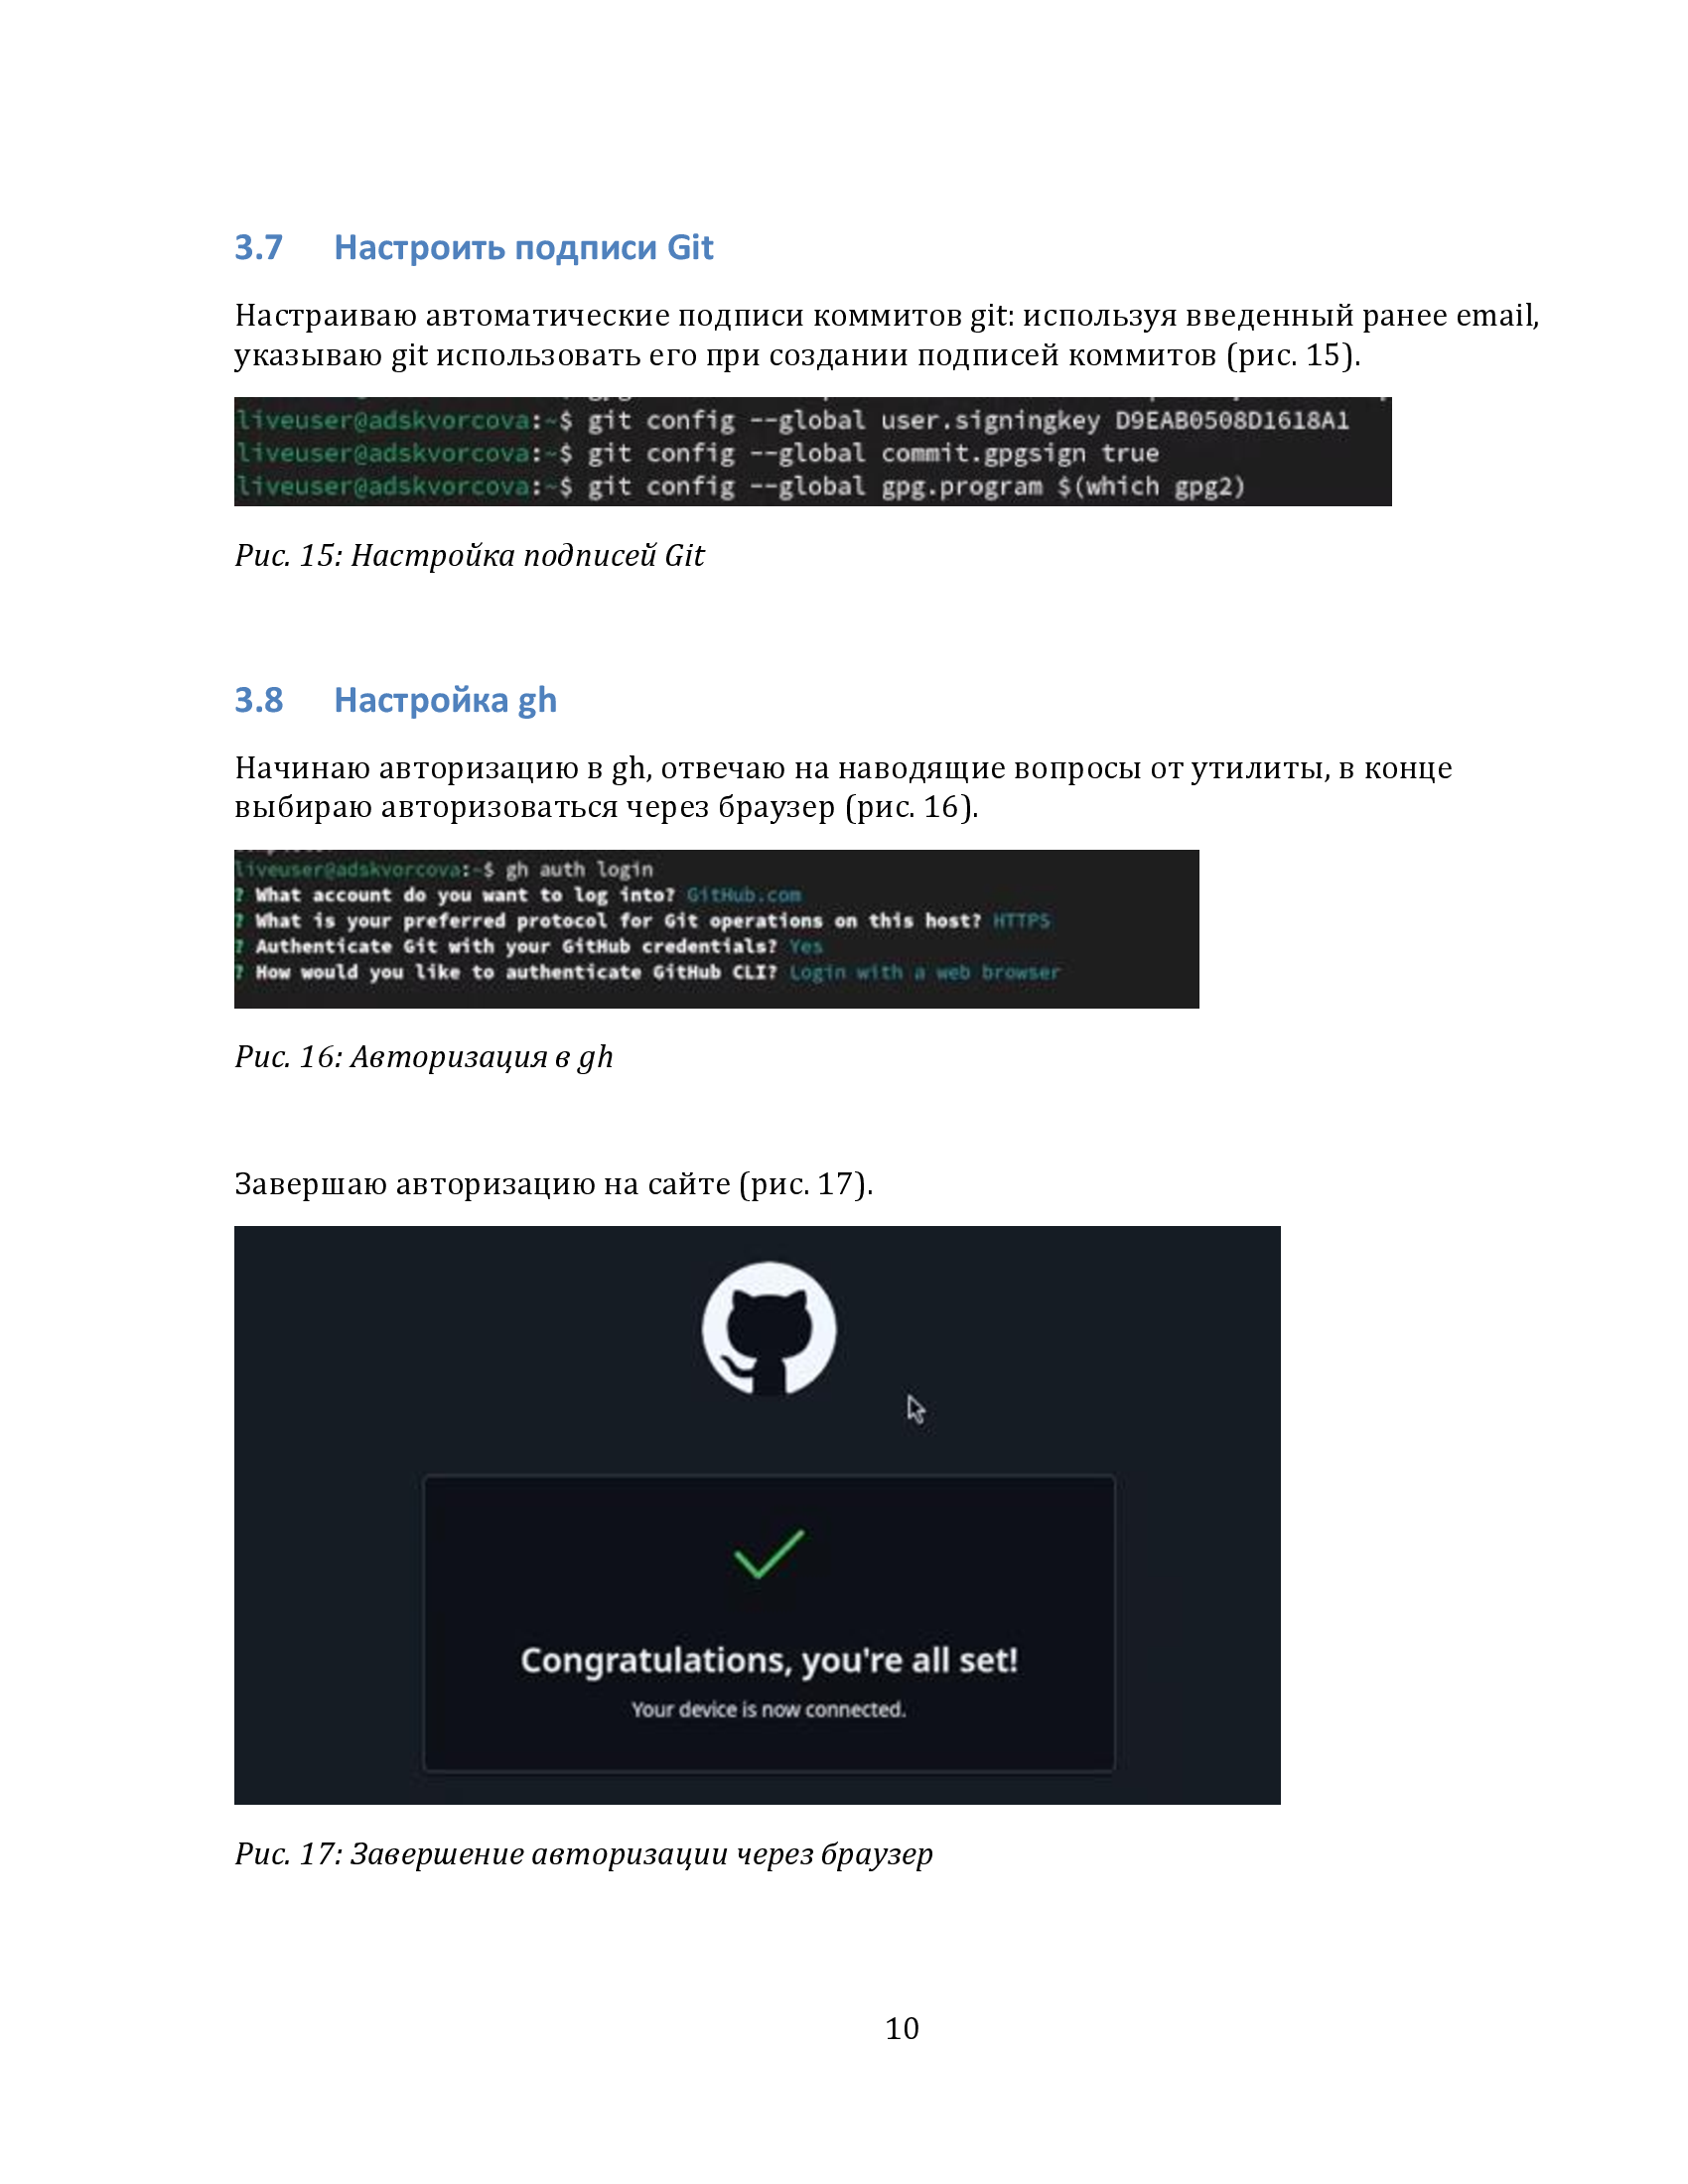 3.7 Настроить подписи Git
Настраиваю автоматические подписи коммитов git: используя введенный ранее email,
указываю git использовать его при создании подписей коммитов (рис. 15).
liveuser@adskvorcova:~$ git config --global user.signingkey D9EAB0508D1618A1
liveuser@adskvorcova:~$ git config --global commit.gpgsign true
liveuser@adskvorcova:~$ git config --global gpg.program $(which gpg2)
Рис. 15: Настройка подписей Git
3.8 Настройка gh
Начинаю авторизацию в gh, отвечаю на наводящие вопросы от утилиты, в конце
выбираю авторизоваться через браузер (рис. 16).
liveuser@adskvorcova:~$ gh auth login
? What account do you want to log into? GitHub.com
? What is your preferred protocol for Git operations on this host? HTTPS
? Authenticate Git with your GitHub credentials? Yes
? How would you like to authenticate GitHub CLI? Login with a web browser
Рис. 16: Авторизация в gh
Завершаю авторизацию на сайте (рис. 17).
Congratulations, you're all set!
Your device is now connected.
Рис. 17: Завершение авторизации через браузер
10